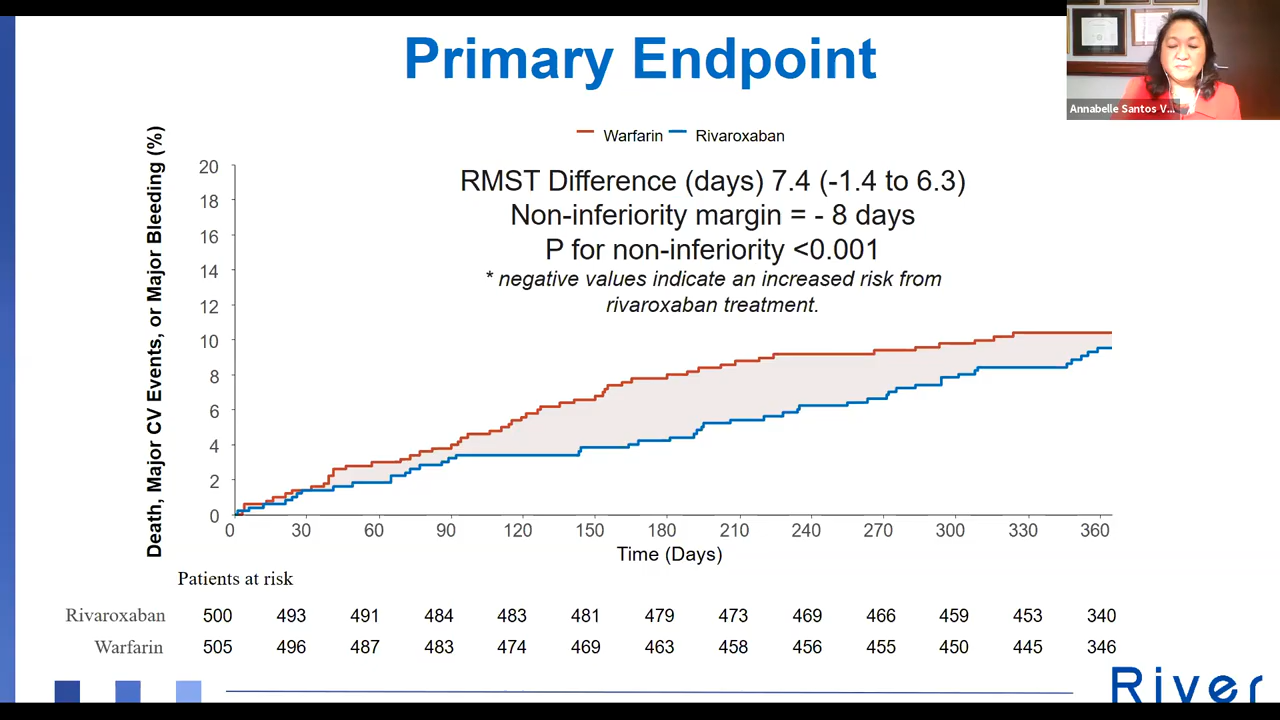 Primary Endpoint
Annabelle Santos V...
Warfarin Rivaroxaban
Death, Major CV Events, or Major Bleeding (%)
RMST Difference (days) 7.4 (-1.4 to 6.3)
Non-inferiority margin = - 8 days
P for non-inferiority <0.001
* negative values indicate an increased risk from
rivaroxaban treatment.
20
18
16
14
12
10
8
6
4
2
0
0 30 60 90 120 150 180 210 240 270 300 330 360
Time (Days)
Patients at risk
Rivaroxaban 500 493 491 484 483 481 479 473 469 466 459 453 340
Warfarin 505 496 487 483 474 469 463 458 456 455 450 445 346
River